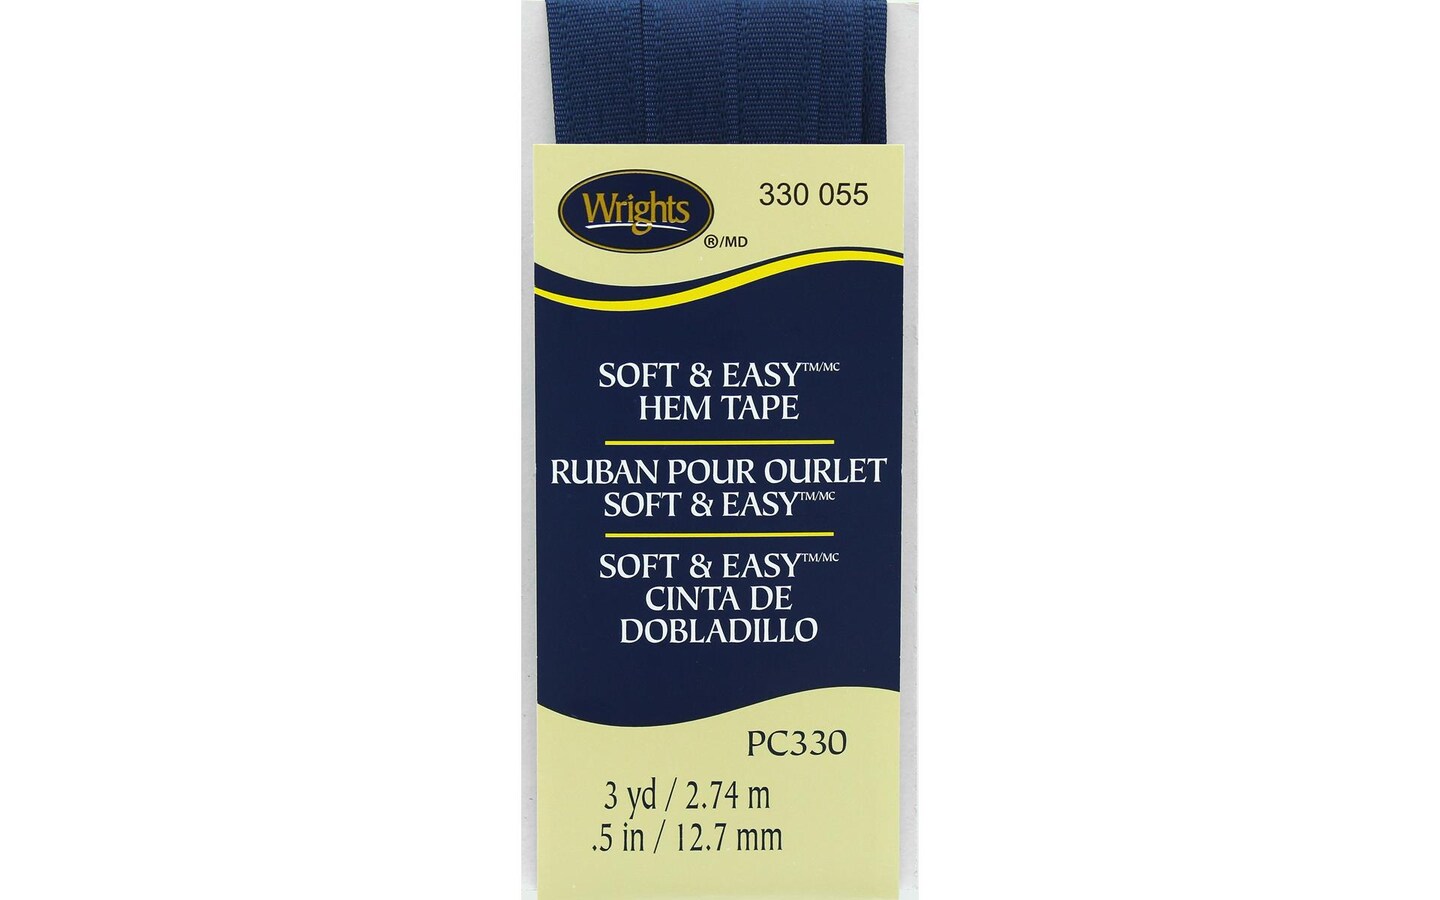 Wrights
®/MD
330 055
SOFT & EASY™/MC
HEM TAPE
RUBAN POUR OURLET
SOFT & EASY™/MC
SOFT & EASY™/MC
CINTA DE
DOBLADILLO
PC330
3 yd / 2.74 m
.5 in / 12.7 mm